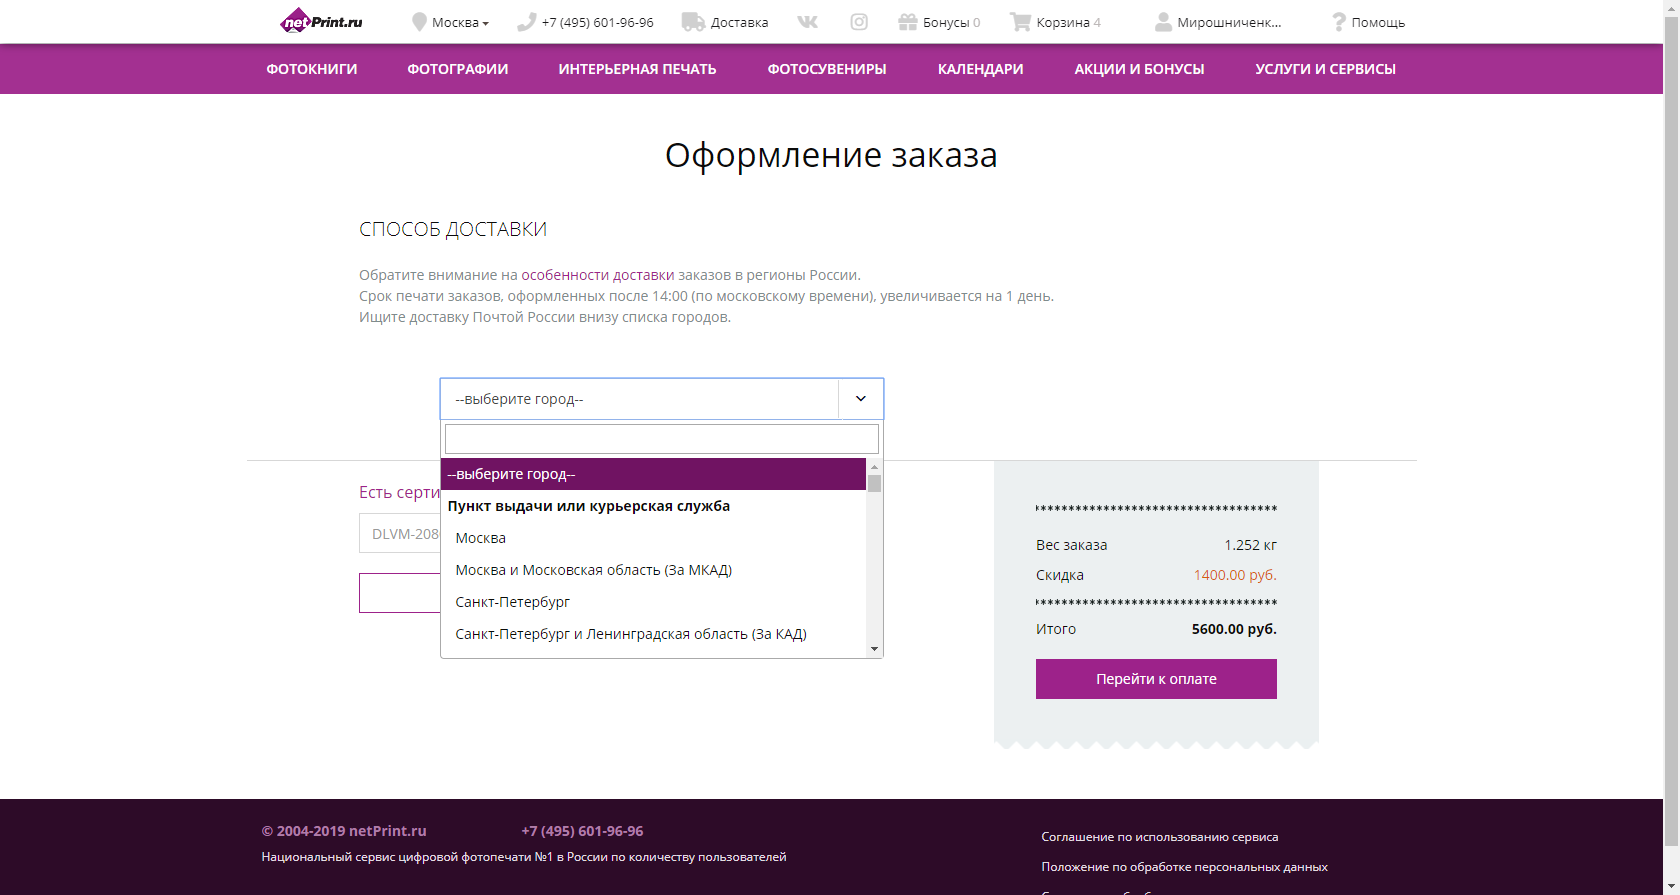 netPrint.ru
Москва
+7 (495) 601-96-96
Доставка
Бонусы 0
Корзина 4
Мирошниченк...
Помощь
ФОТОКНИГИ
ФОТОГРАФИИ
ИНТЕРЬЕРНАЯ ПЕЧАТЬ
ФОТОСУВЕНИРЫ
КАЛЕНДАРИ
АКЦИИ И БОНУСЫ
УСЛУГИ И СЕРВИСЫ
Оформление заказа
СПОСОБ ДОСТАВКИ
Обратите внимание на особенности доставки заказов в регионы России.
Срок печати заказов, оформленных после 14:00 (по московскому времени), увеличивается на 1 день.
Ищите доставку Почтой России внизу списка городов.
--выберите город--
--выберите город--
Пункт выдачи или курьерская служба
Москва
Москва и Московская область (За МКАД)
Санкт-Петербург
Санкт-Петербург и Ленинградская область (За КАД)
Есть серти
DLVM-208
Вес заказа 1.252 кг
Скидка 1400.00 руб.
Итого 5600.00 руб.
Перейти к оплате
© 2004-2019 netPrint.ru
+7 (495) 601-96-96
Национальный сервис цифровой фотопечати №1 в России по количеству пользователей
Соглашение по использованию сервиса
Положение по обработке персональных данных